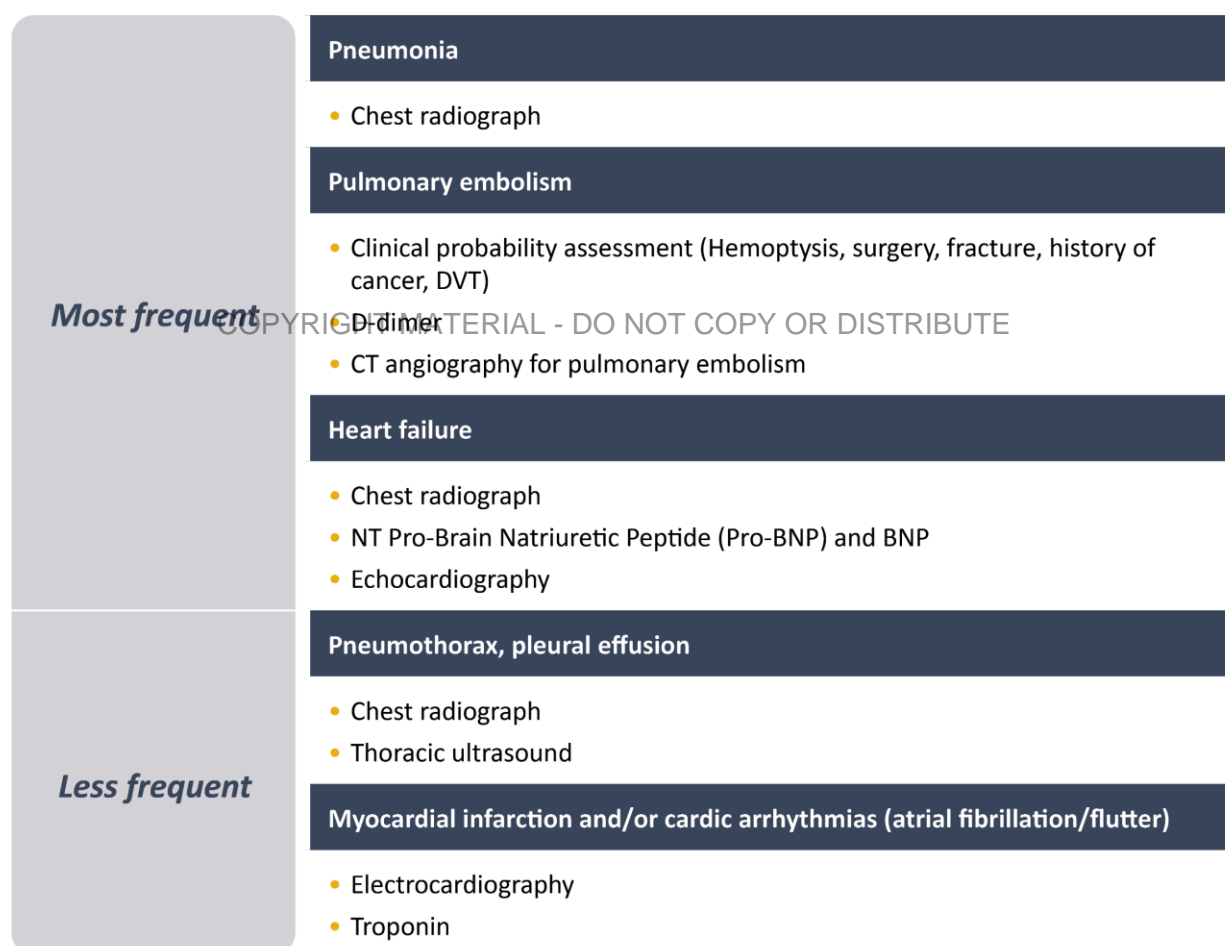 Pneumonia
• Chest radiograph
Pulmonary embolism
• Clinical probability assessment (Hemoptysis, surgery, fracture, history of
cancer, DVT)
Most frequent
• D-dimer
COPYRIGHT MATERIAL - DO NOT COPY OR DISTRIBUTE
• CT angiography for pulmonary embolism
Heart failure
• Chest radiograph
• NT Pro-Brain Natriuretic Peptide (Pro-BNP) and BNP
• Echocardiography
Pneumothorax, pleural effusion
• Chest radiograph
• Thoracic ultrasound
Less frequent
Myocardial infarction and/or cardic arrhythmias (atrial fibrillation/flutter)
• Electrocardiography
• Troponin